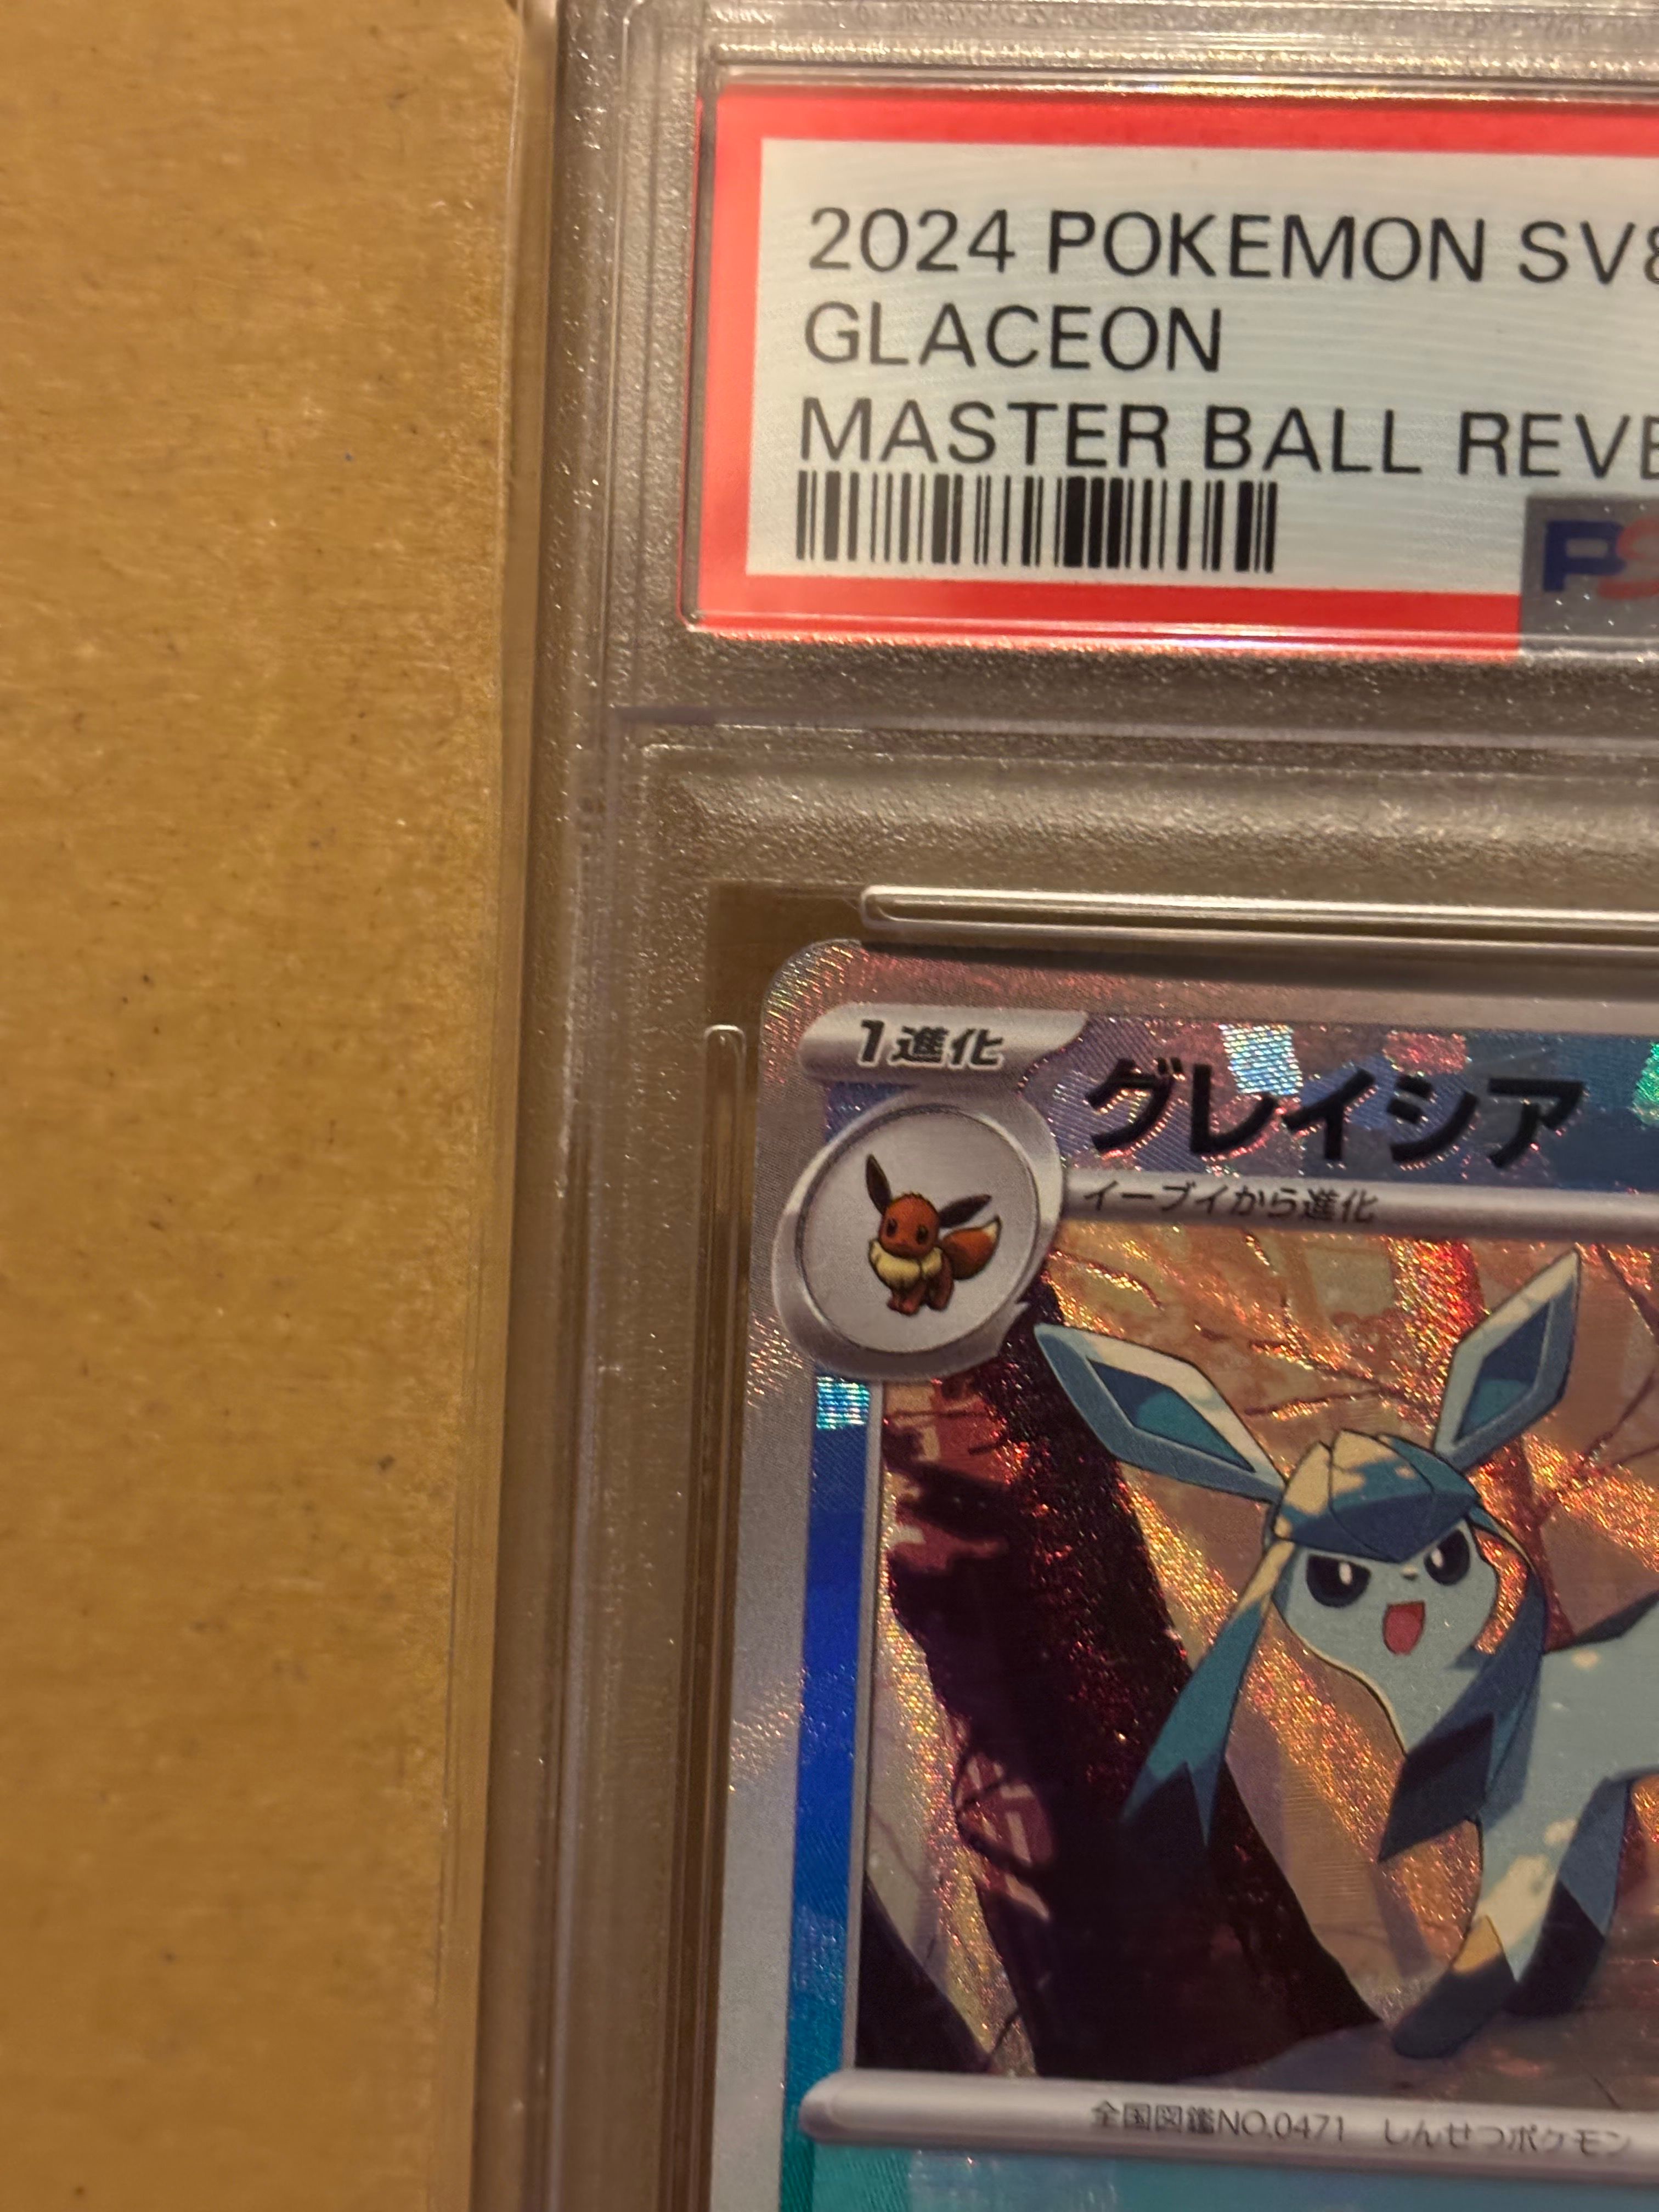 2024 POKEMON SV8
GLACEON
MASTER BALL REVE
PS
1進化
グレイシア
イーブイから進化
全国図鑑NO.0471 しんせつポケモン